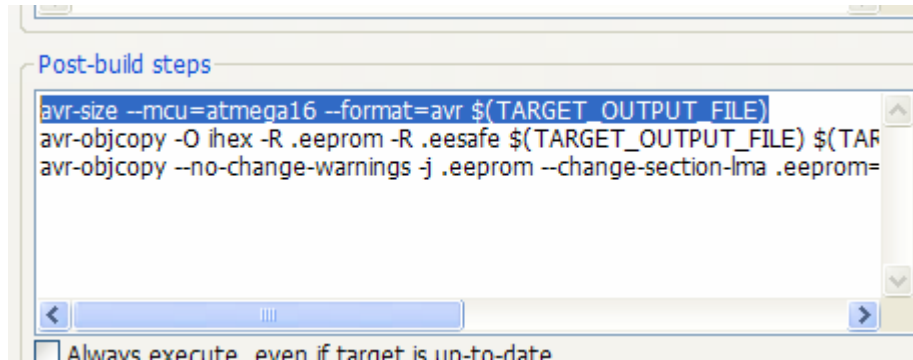 Post-build steps
avr-size --mcu=atmega16 --format=avr $(TARGET_OUTPUT_FILE)
avr-objcopy -O ihex -R .eeprom -R .eesafe $(TARGET_OUTPUT_FILE) $(TAR
avr-objcopy --no-change-warnings -j .eeprom --change-section-lma .eeprom=
Always execute, even if target is up-to-date